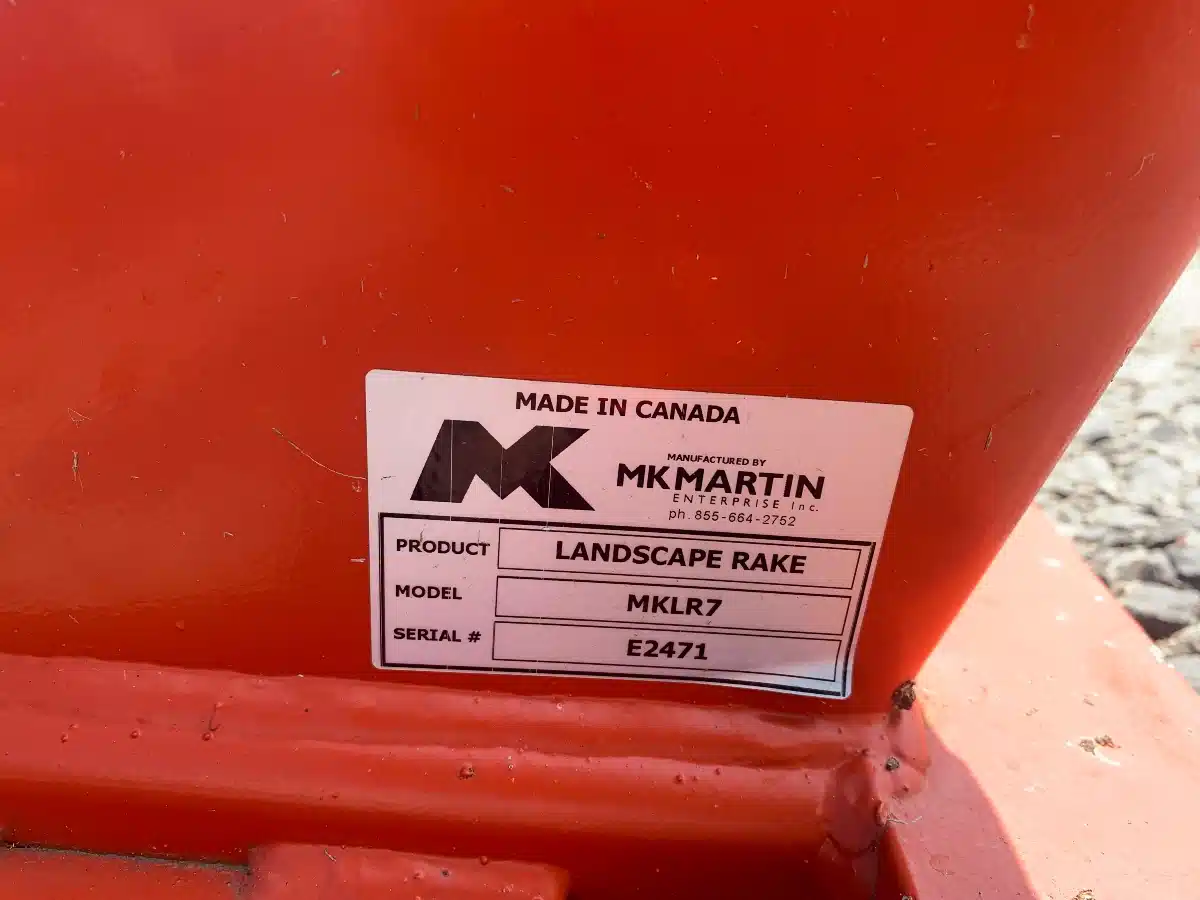 MADE IN CANADA
MK
MANUFACTURED BY
MKMARTIN
ENTERPRISE Inc.
ph. 855-664-2752
PRODUCT LANDSCAPE RAKE
MODEL MKLR7
SERIAL # E2471